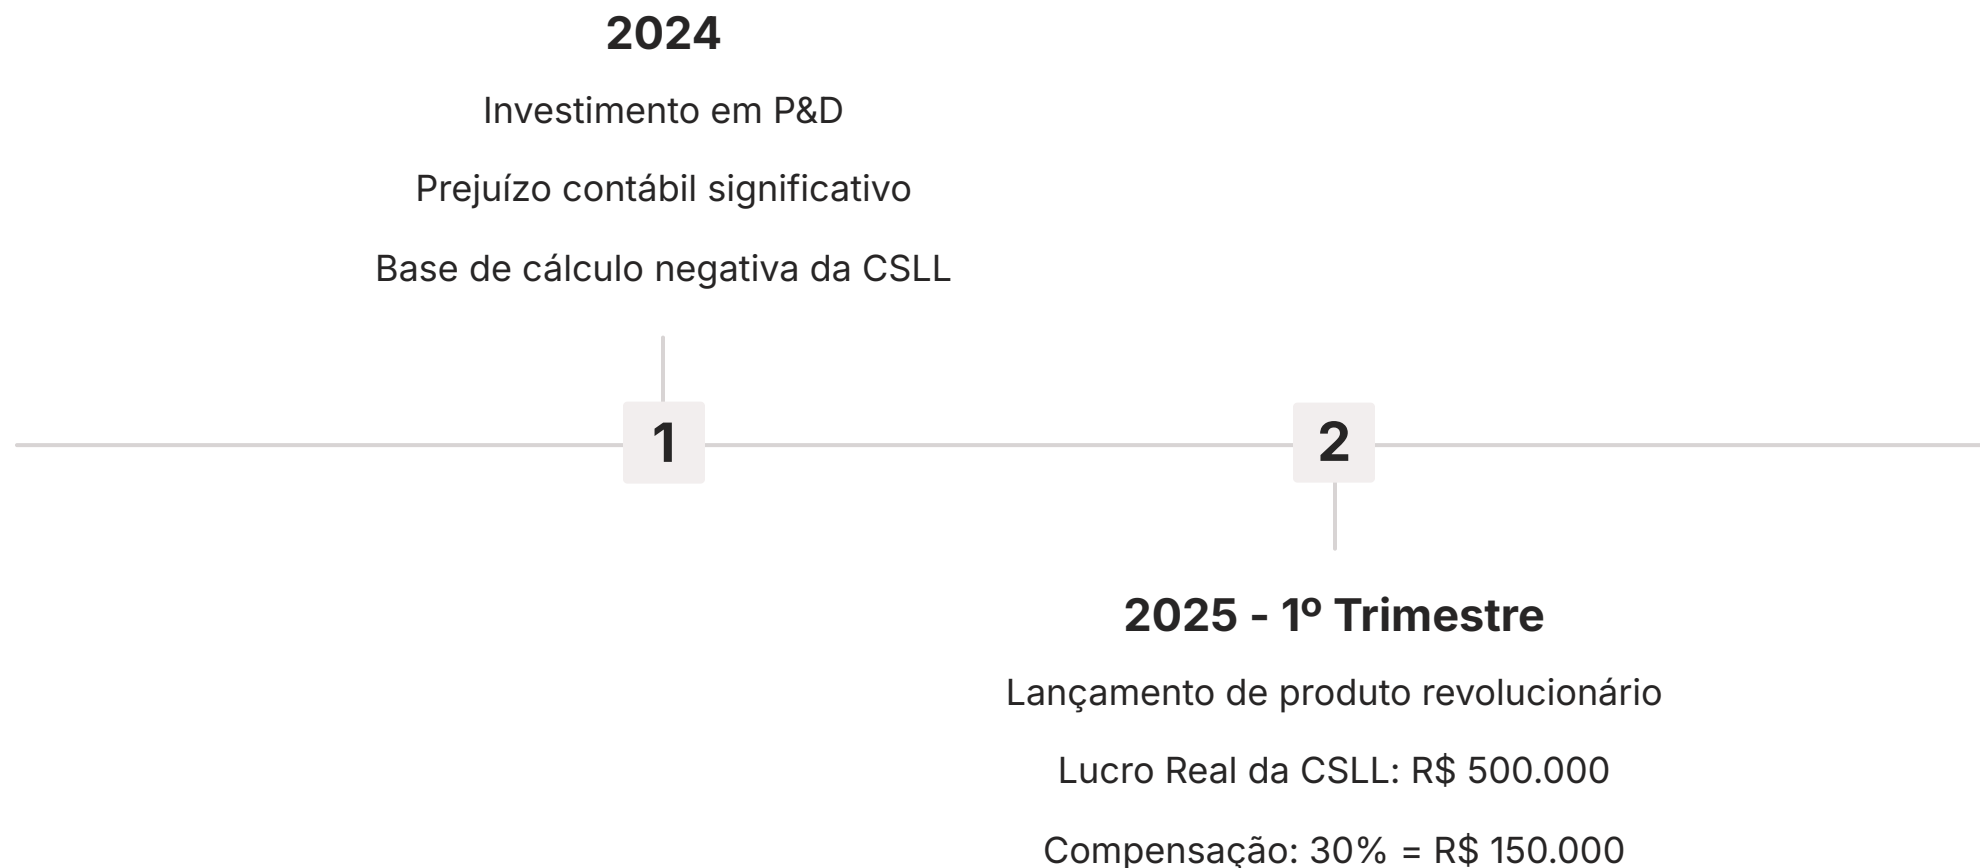 2024
Investimento em P&D
Prejuízo contábil significativo
Base de cálculo negativa da CSLL
1
2
2025 - 1º Trimestre
Lançamento de produto revolucionário
Lucro Real da CSLL: R$ 500.000
Compensação: 30% = R$ 150.000